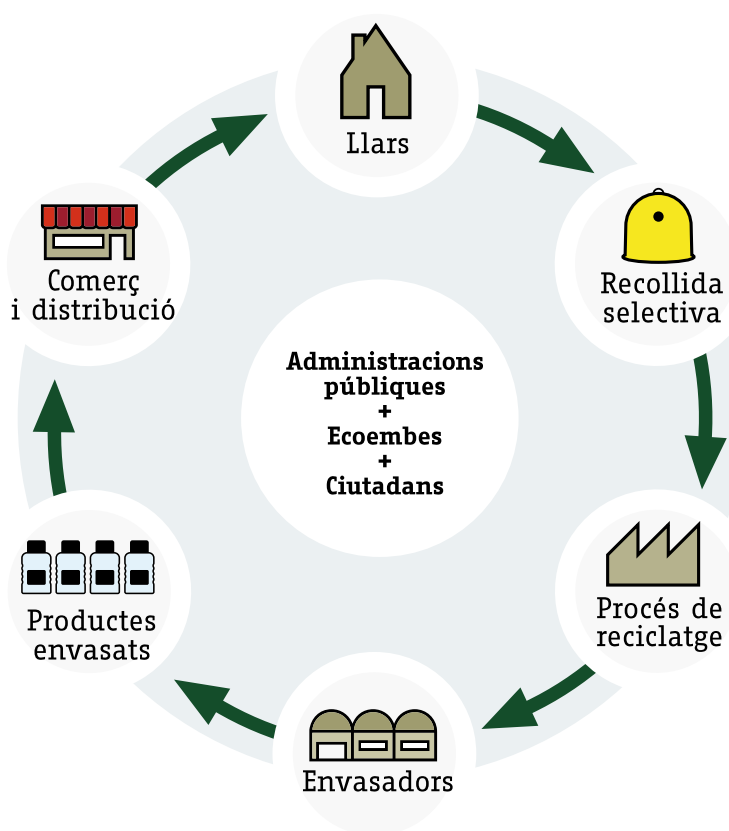 Llars
Recollida
selectiva
Procés de
reciclatge
Envasadors
Productes
envasats
Comerç
i distribució
Administracions
públiques
+
Ecoembes
+
Ciutadans